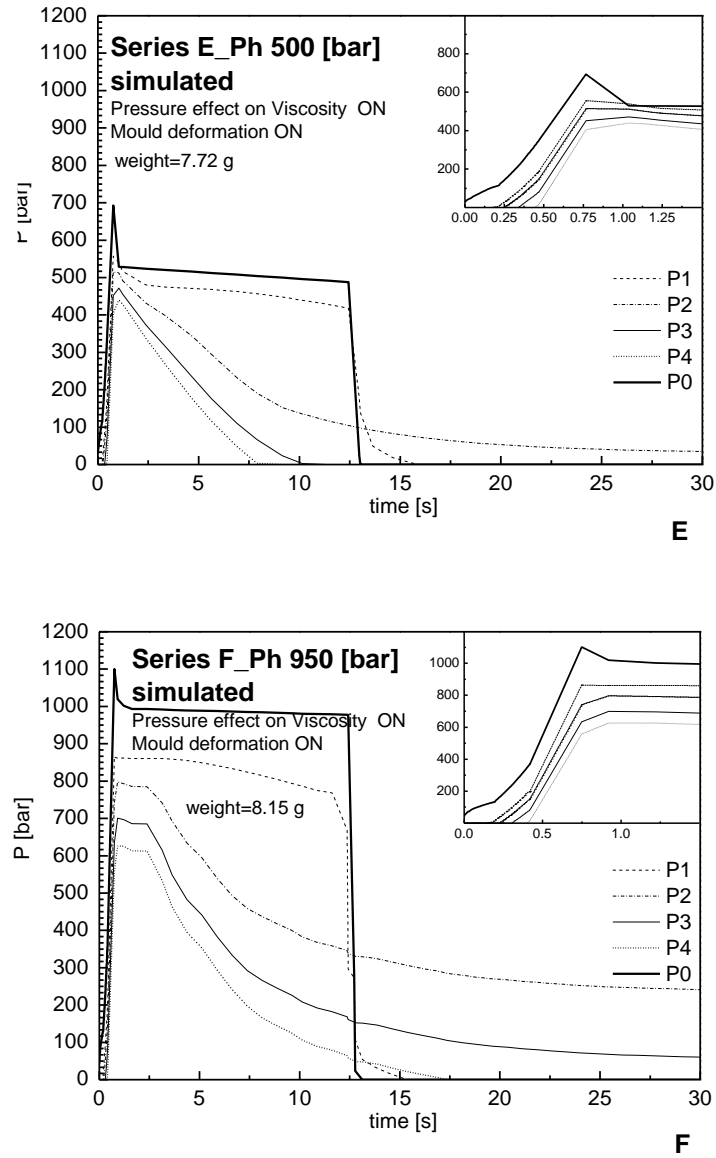 1200
1100
1000
900
800
700
600
500
400
300
200
100
0
P [bar]
Series E_Ph 500 [bar]
simulated
Pressure effect on Viscosity ON
Mould deformation ON
weight=7.72 g
800
600
400
200
0.00 0.25 0.50 0.75 1.00 1.25
P1
P2
P3
P4
P0
0 5 10 15 20 25 30
time [s]
E
1200
1100
1000
900
800
700
600
500
400
300
200
100
0
P [bar]
Series F_Ph 950 [bar]
simulated
Pressure effect on Viscosity ON
Mould deformation ON
weight=8.15 g
1000
800
600
400
200
0.0 0.5 1.0
P1
P2
P3
P4
P0
0 5 10 15 20 25 30
time [s]
F